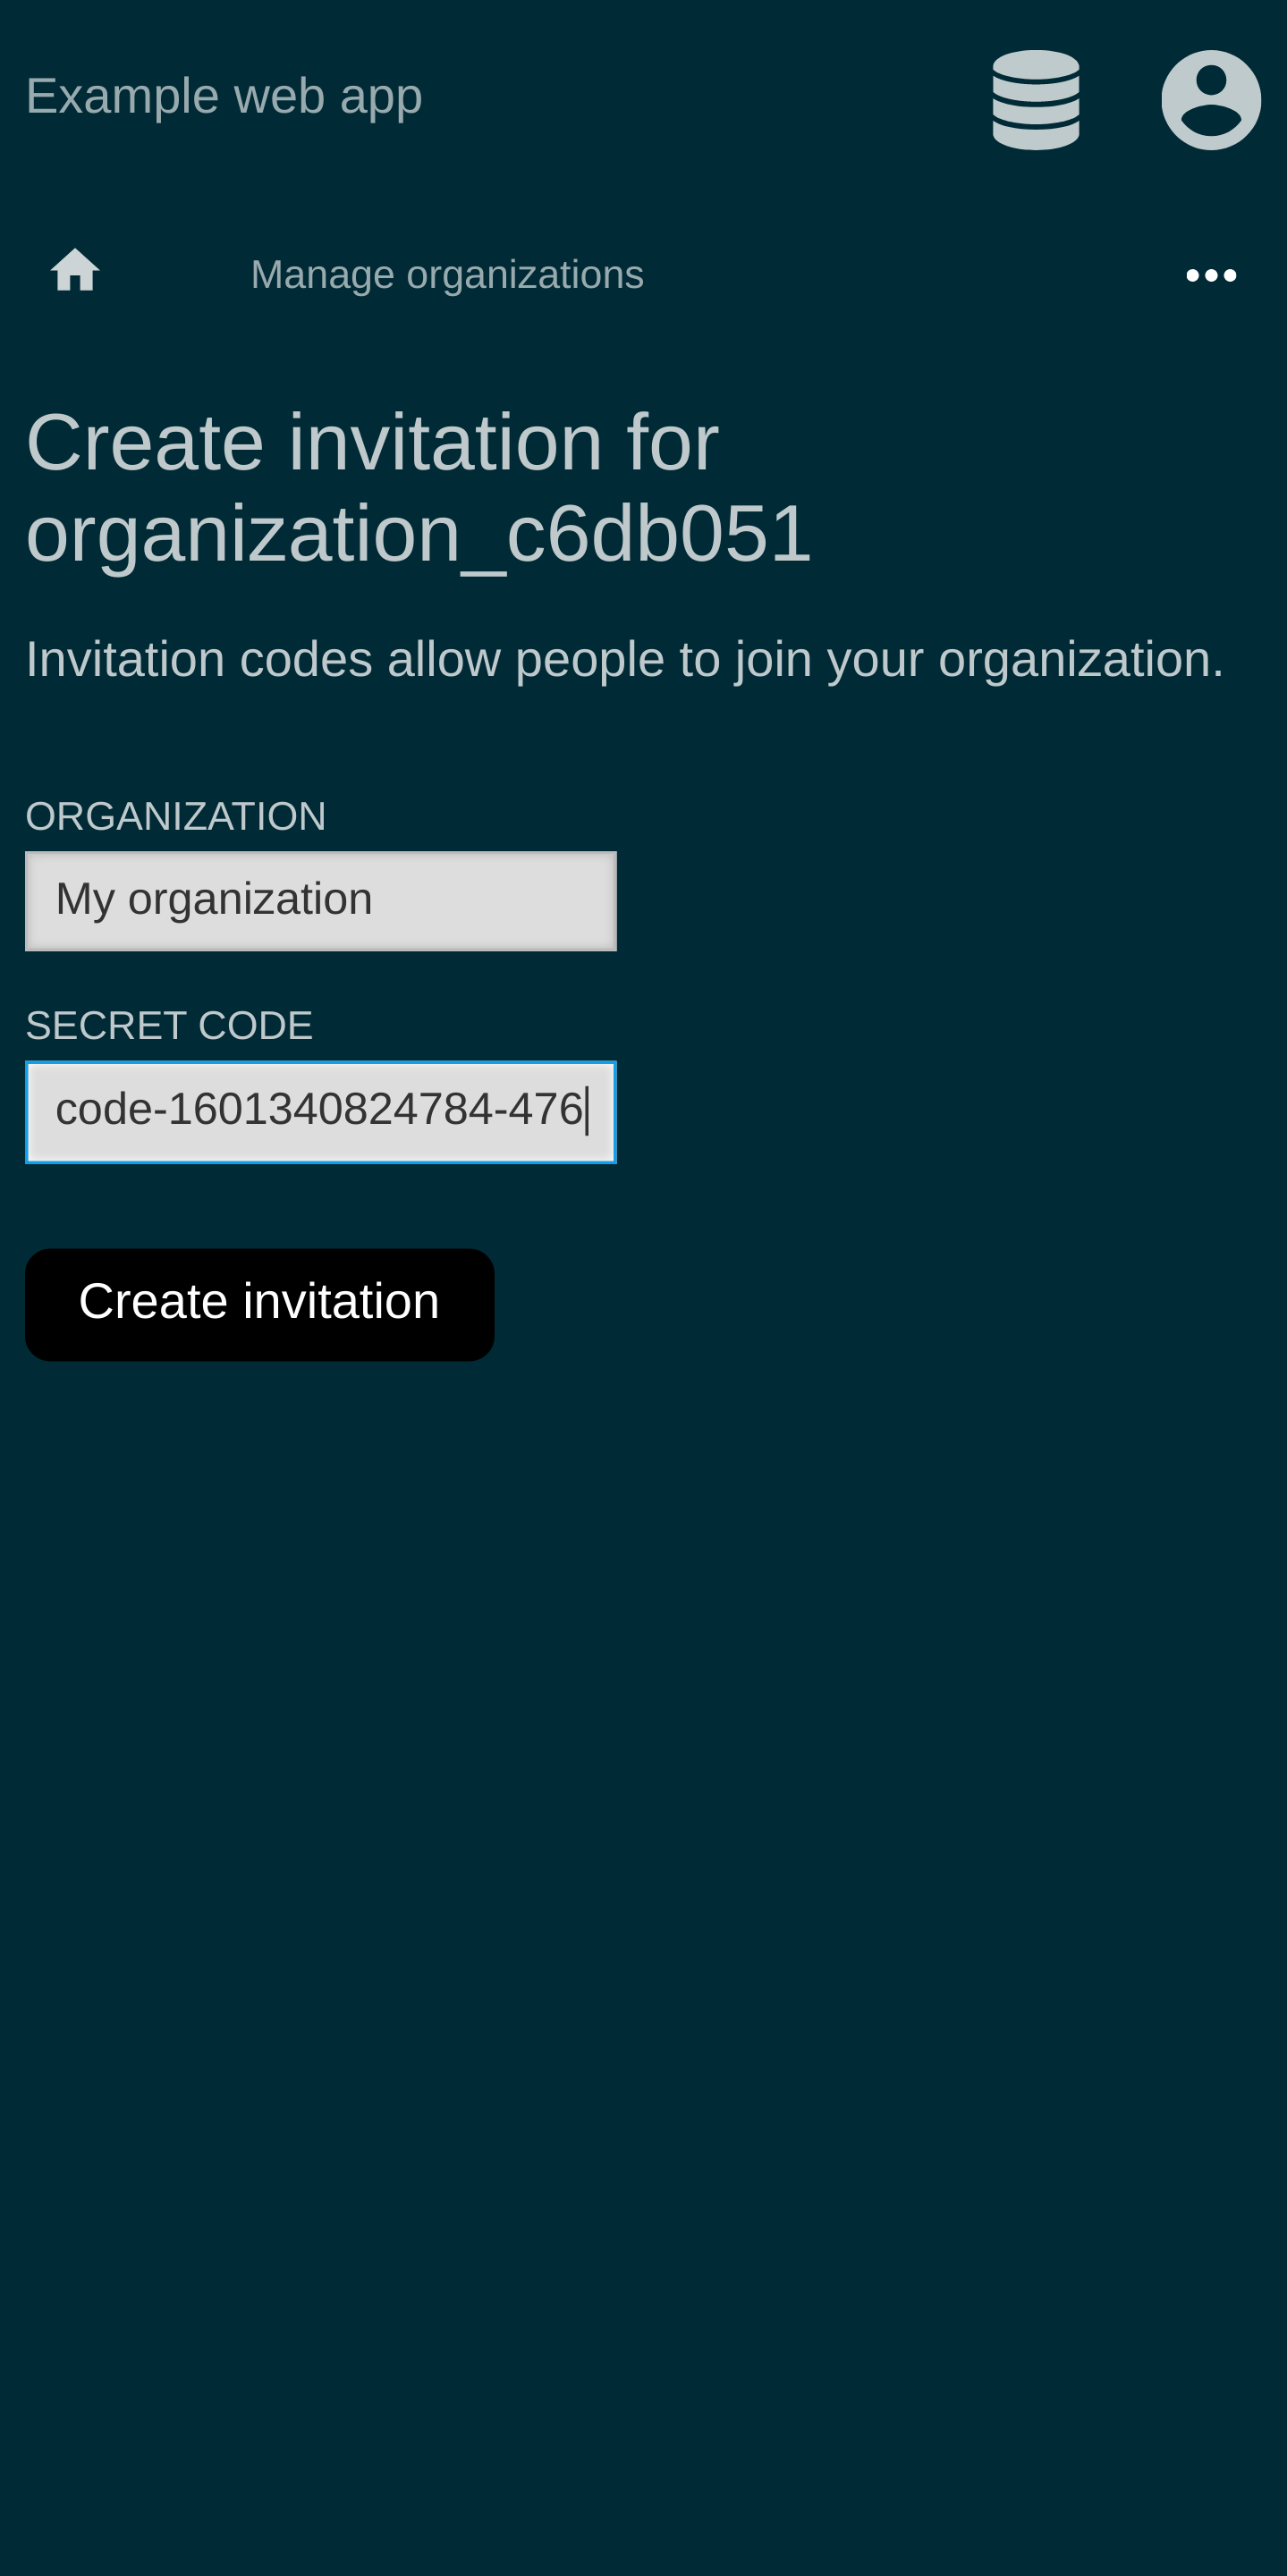 Example web app
Manage organizations
Create invitation for
organization_c6db051
Invitation codes allow people to join your organization.
ORGANIZATION
My organization
SECRET CODE
code-1601340824784-476
Create invitation